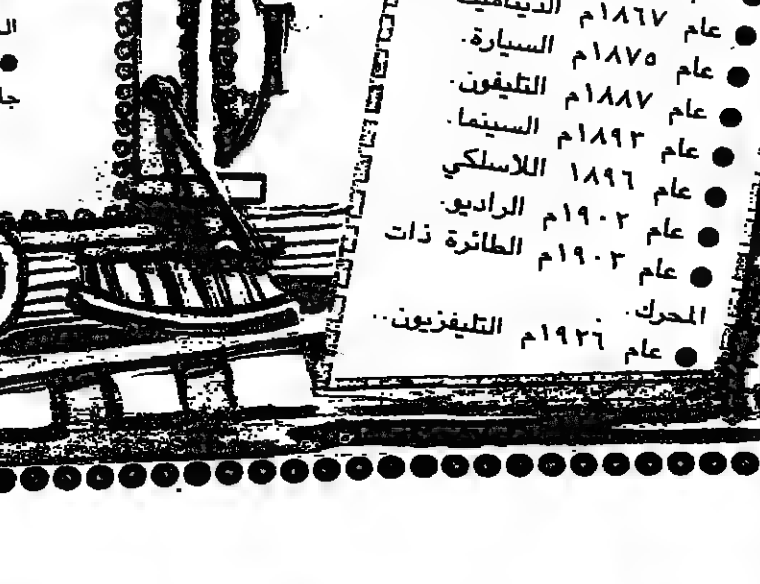 عام ١٨٦٧م
عام ١٨٧٥م السيارة.
عام ١٨٨٧م التليفون.
عام ١٨٩٣م السينما.
عام ١٨٩٦ اللاسلكي
عام ١٩٠٢م الراديو.
عام ١٩٠٣م الطائرة ذات
المحرك.
عام ١٩٢٦م التليفزيون..